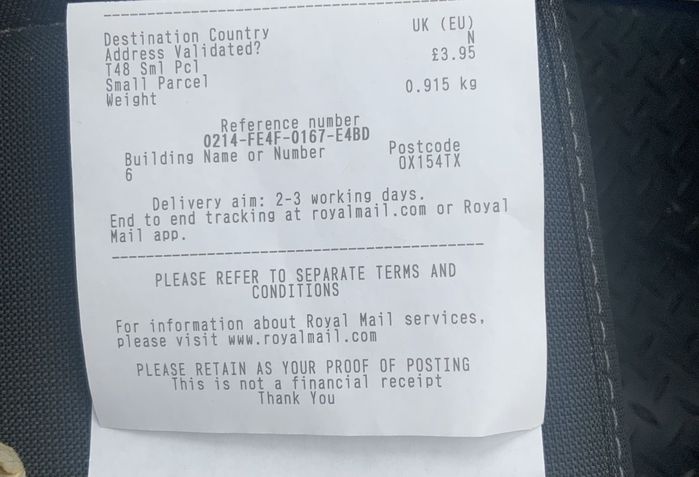 Destination Country UK (EU)
Address Validated? N
T48 Sml Pcl £3.95
Small Parcel
Weight 0.915 kg
Reference number
0214-FE4F-0167-E4BD
Building Name or Number Postcode
6 OX154TX
Delivery aim: 2-3 working days.
End to end tracking at royalmail.com or Royal
Mail app.
PLEASE REFER TO SEPARATE TERMS AND
CONDITIONS
For information about Royal Mail services,
please visit www.royalmail.com
PLEASE RETAIN AS YOUR PROOF OF POSTING
This is not a financial receipt
Thank You